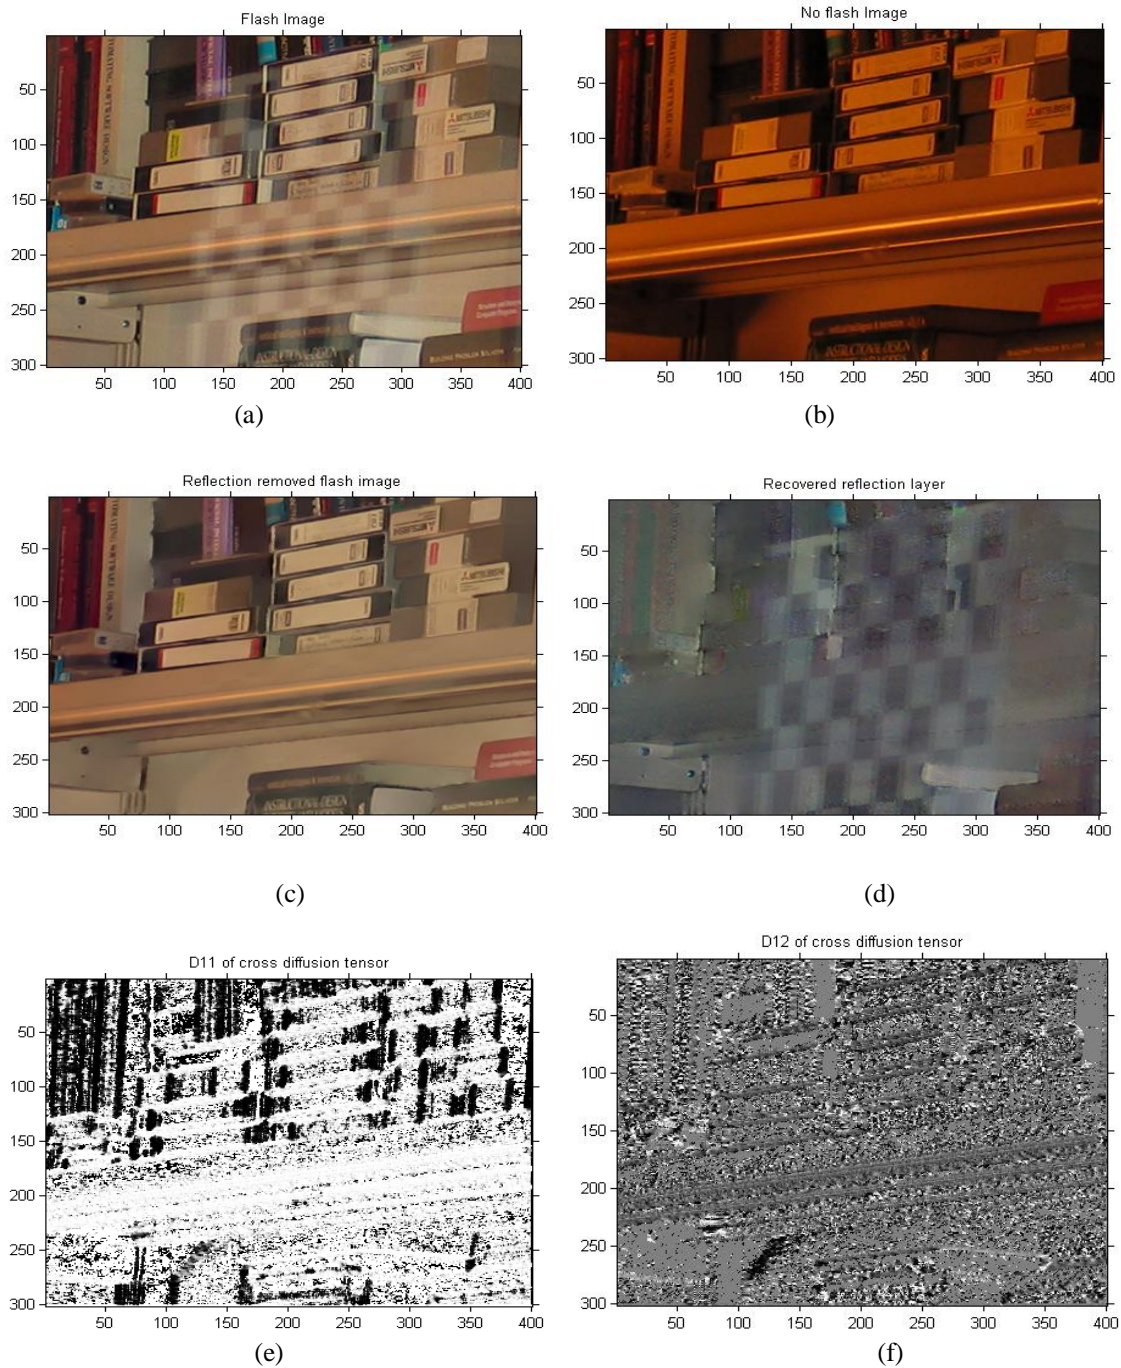 Flash Image
No flash Image
50
100
150
200
250
300
50 100 150 200 250 300 350 400
50
100
150
200
250
300
50 100 150 200 250 300 350 400
MITSUBISHI
MITSUBISHI
INSTRUCTIONAL DESIGN
BUILDING PROBLEM SOLVERS
(a)
(b)
Reflection removed flash image
Recovered reflection layer
50
100
150
200
250
300
50 100 150 200 250 300 350 400
50
100
150
200
250
300
50 100 150 200 250 300 350 400
(c)
(d)
D11 of cross diffusion tensor
D12 of cross diffusion tensor
50
100
150
200
250
300
50 100 150 200 250 300 350 400
50
100
150
200
250
300
50 100 150 200 250 300 350 400
(e)
(f)